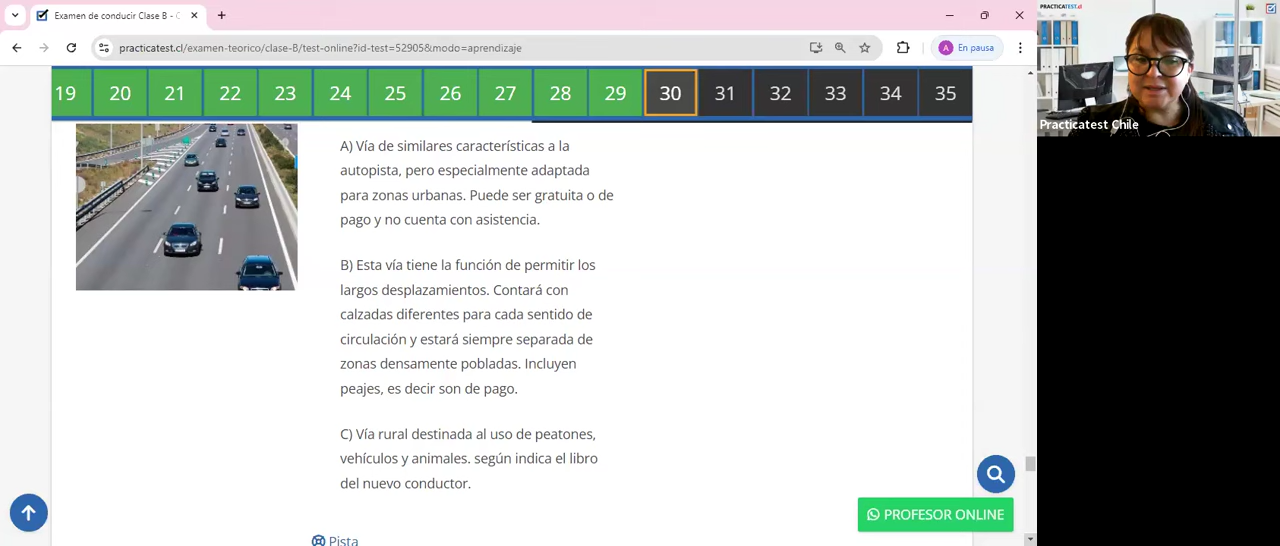 Examen de conducir Clase B - C
practicatest.cl/examen-teorico/clase-B/test-online?id-test=52905&modo=aprendizaje
A
En pausa
PRACTICATEST.cl
Practicatest Chile
19 20 21 22 23 24 25 26 27 28 29 30 31 32 33 34 35
A) Vía de similares características a la
autopista, pero especialmente adaptada
para zonas urbanas. Puede ser gratuita o de
pago y no cuenta con asistencia.
B) Esta vía tiene la función de permitir los
largos desplazamientos. Contará con
calzadas diferentes para cada sentido de
circulación y estará siempre separada de
zonas densamente pobladas. Incluyen
peajes, es decir son de pago.
C) Vía rural destinada al uso de peatones,
vehículos y animales. según indica el libro
del nuevo conductor.
PROFESOR ONLINE
Pista